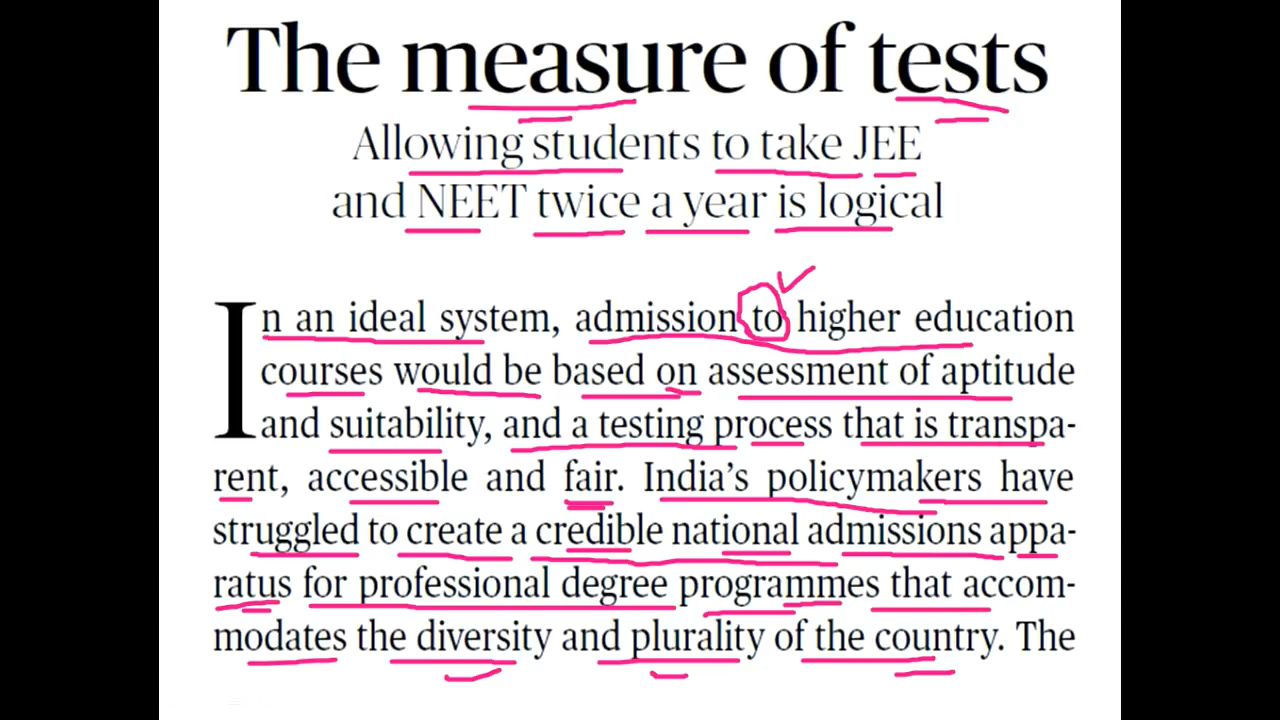 The measure of tests
Allowing students to take JEE
and NEET twice a year is logical
In an ideal system, admission to higher education
courses would be based on assessment of aptitude
and suitability, and a testing process that is transpa-
rent, accessible and fair. India’s policymakers have
struggled to create a credible national admissions appa-
ratus for professional degree programmes that accom-
modates the diversity and plurality of the country. The